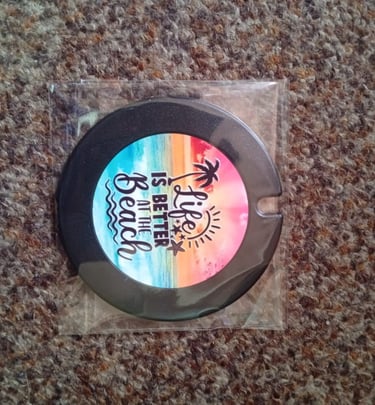 Life
IS BETTER
AT THE
Beach